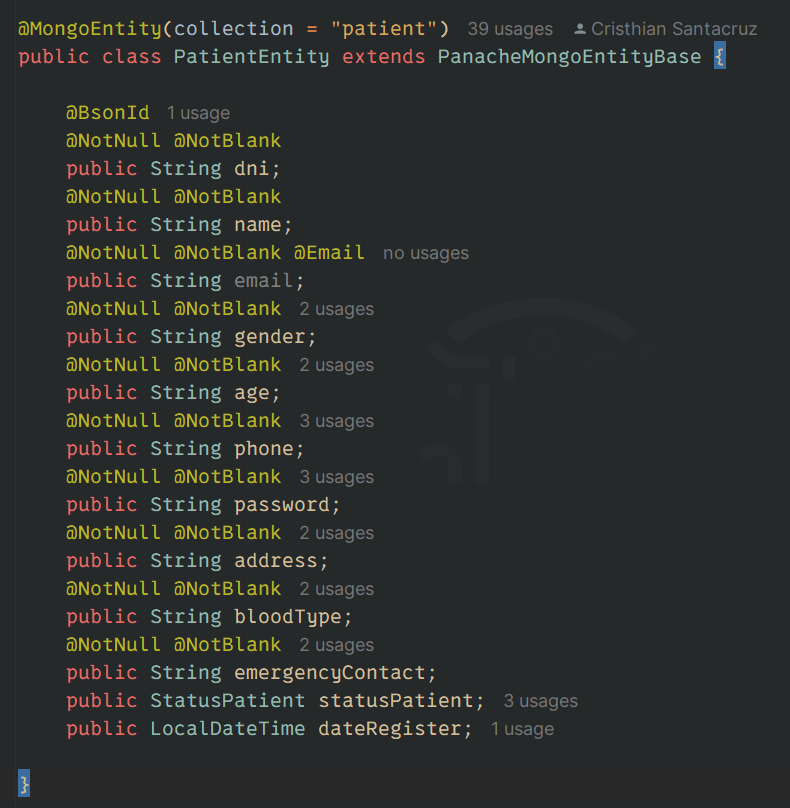 @MongoEntity(collection = "patient") 39 usages Cristhian Santacruz
public class PatientEntity extends PanacheMongoEntityBase {
@BsonId 1 usage
@NotNull @NotBlank
public String dni;
@NotNull @NotBlank
public String name;
@NotNull @NotBlank @Email no usages
public String email;
@NotNull @NotBlank 2 usages
public String gender;
@NotNull @NotBlank 2 usages
public String age;
@NotNull @NotBlank 3 usages
public String phone;
@NotNull @NotBlank 3 usages
public String password;
@NotNull @NotBlank 2 usages
public String address;
@NotNull @NotBlank 2 usages
public String bloodType;
@NotNull @NotBlank 2 usages
public String emergencyContact;
public StatusPatient statusPatient; 3 usages
public LocalDateTime dateRegister; 1 usage
}